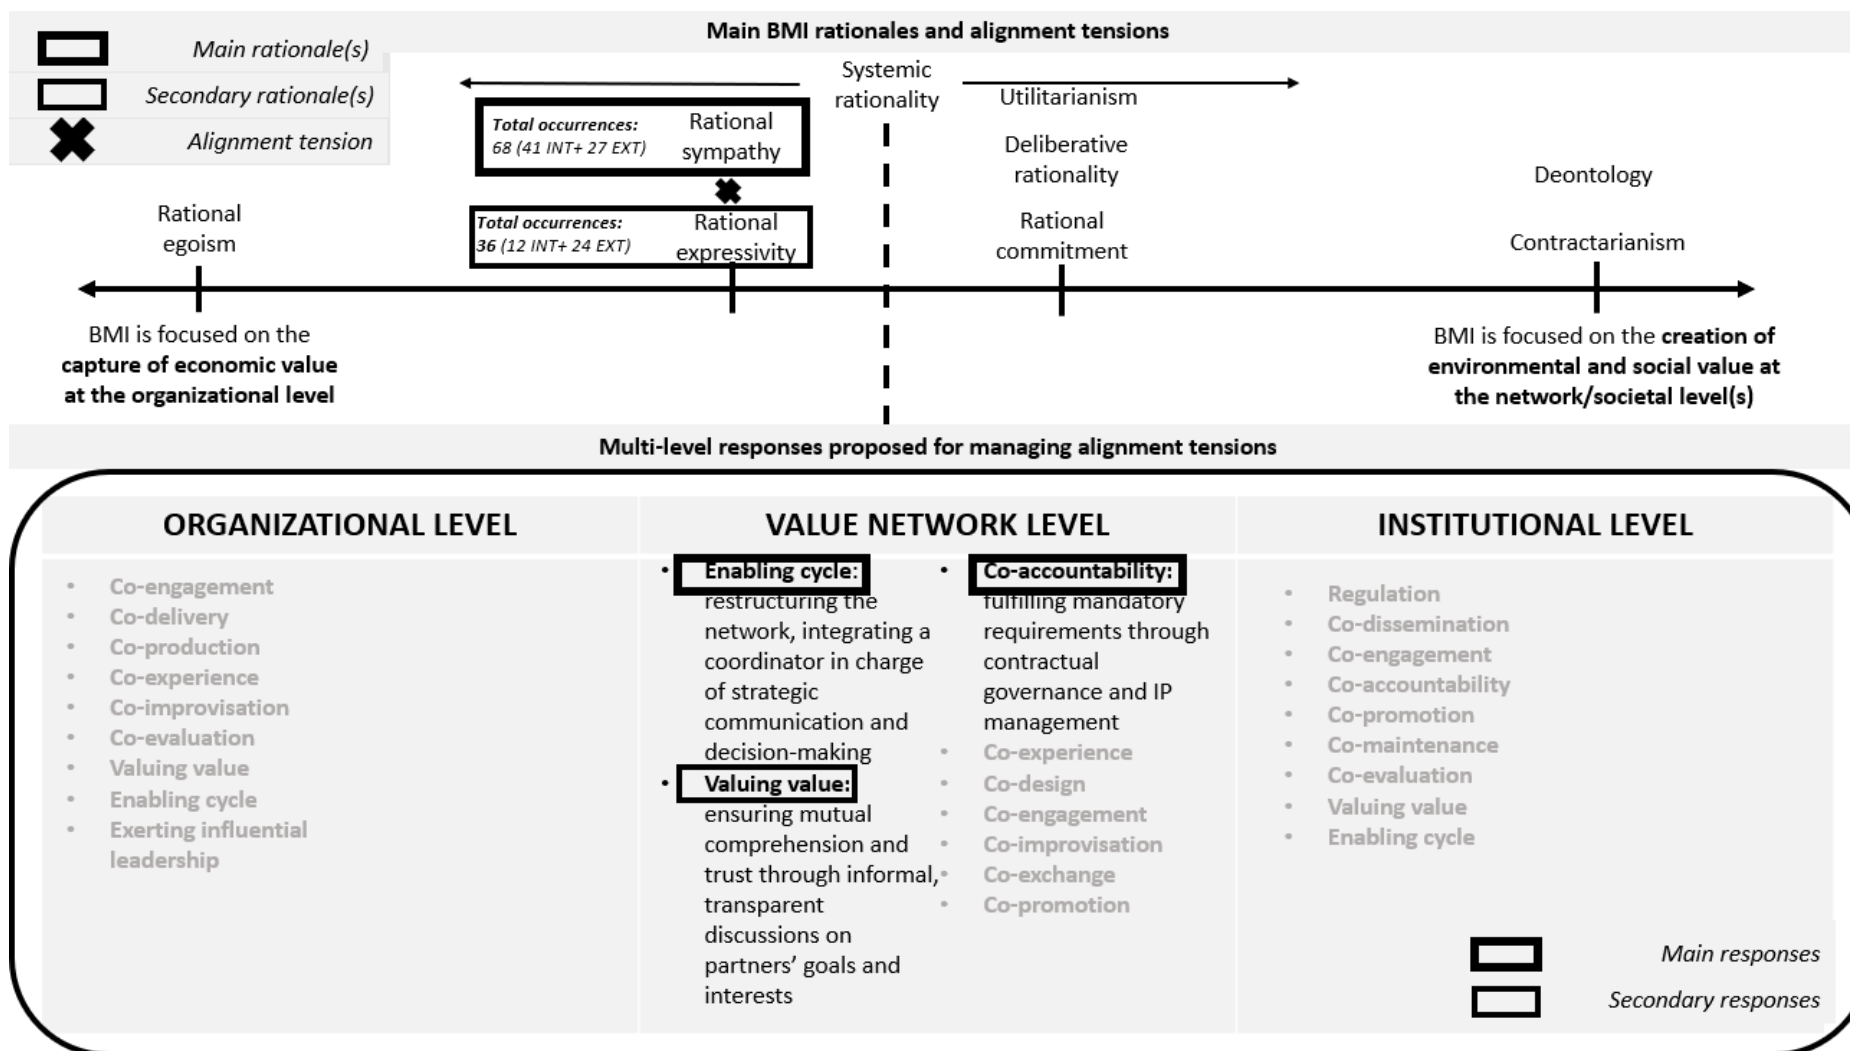 Main BMI rationales and alignment tensions
Main rationale(s)
Secondary rationale(s)
Alignment tension
Systemic
rationality
Utilitarianism
Total occurrences:
68 (41 INT+ 27 EXT)
Rational
sympathy
Deliberative
rationality
Deontology
Rational
egoism
Total occurrences:
36 (12 INT+ 24 EXT)
Rational
expressivity
Rational
commitment
Contractarianism
BMI is focused on the
capture of economic value
at the organizational level
BMI is focused on the creation of
environmental and social value at
the network/societal level(s)
Multi-level responses proposed for managing alignment tensions
ORGANIZATIONAL LEVEL
• Co-engagement
• Co-delivery
• Co-production
• Co-experience
• Co-improvisation
• Co-evaluation
• Valuing value
• Enabling cycle
• Exerting influential
leadership
VALUE NETWORK LEVEL
• Enabling cycle:
restructuring the
network, integrating a
coordinator in charge
of strategic
communication and
decision-making
• Valuing value:
ensuring mutual
comprehension and
trust through informal,
transparent
discussions on
partners’ goals and
interests
• Co-accountability:
fulfilling mandatory
requirements through
contractual
governance and IP
management
• Co-experience
• Co-design
• Co-engagement
• Co-improvisation
• Co-exchange
• Co-promotion
INSTITUTIONAL LEVEL
• Regulation
• Co-dissemination
• Co-engagement
• Co-accountability
• Co-promotion
• Co-maintenance
• Co-evaluation
• Valuing value
• Enabling cycle
Main responses
Secondary responses